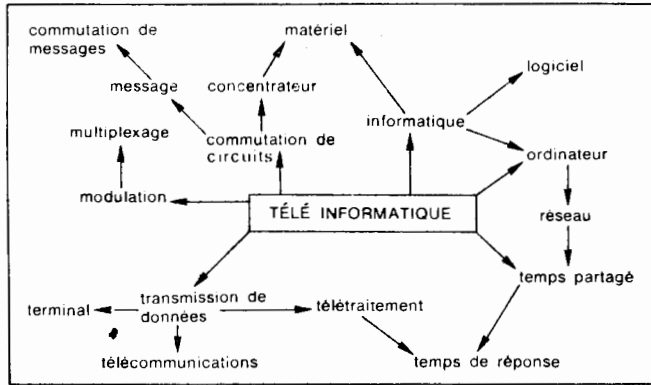 commutation de
messages
matériel
logiciel
message
concentrateur
informatique
multiplexage
commutation de
circuits
ordinateur
modulation
TÉLÉ INFORMATIQUE
réseau
temps partagé
terminal
transmission de
données
télétraitement
télécommunications
temps de réponse